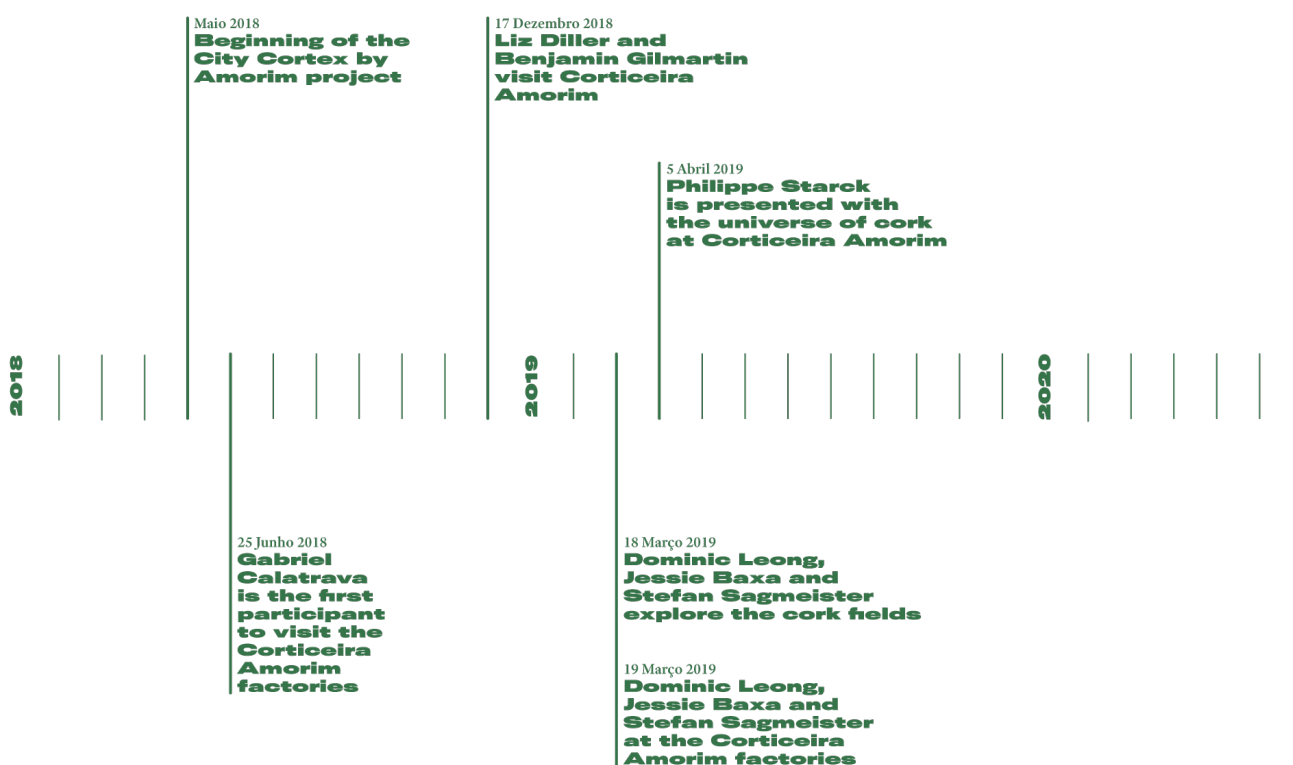 Maio 2018
Beginning of the
City Cortex by
Amorim project
17 Dezembro 2018
Liz Diller and
Benjamin Gilmartin
visit Corticeira
Amorim
5 Abril 2019
Philippe Starck
is presented with
the universe of cork
at Corticeira Amorim
2018
2019
2020
25 Junho 2018
Gabriel
Calatrava
is the first
participant
to visit the
Corticeira
Amorim
factories
18 Março 2019
Dominic Leong,
Jessie Baxa and
Stefan Sagmeister
explore the cork fields
19 Março 2019
Dominic Leong,
Jessie Baxa and
Stefan Sagmeister
at the Corticeira
Amorim factories